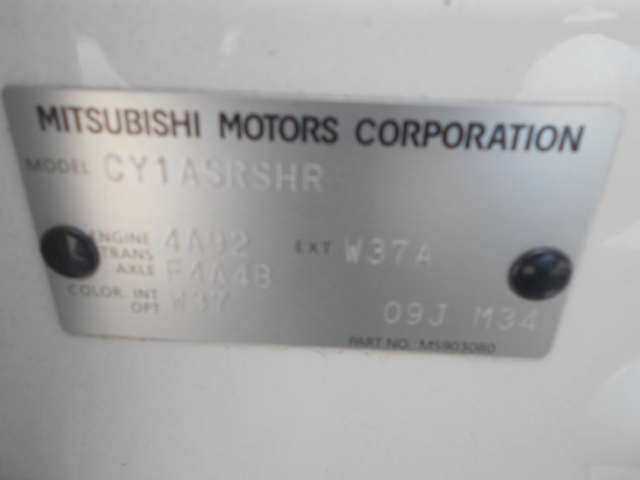 MITSUBISHI MOTORS CORPORATION
MODEL CY1ASRSHR
ENGINE 4A92 EXT W37A
TRANS
AXLE F4A4B
COLOR. INT W37
OPT 09J M34
PART NO. MS903080